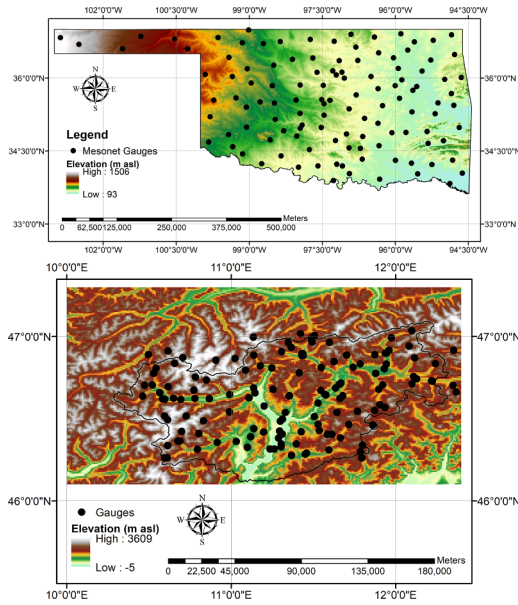 102°0'0"W 100°30'0"W 99°0'0"W 97°30'0"W 96°0'0"W 94°30'0"W
36°0'0"N 36°0'0"N
N
W E
S
Legend
Mesonet Gauges
Elevation (m asl)
High : 1506
Low : 93
34°30'0"N 34°30'0"N
Meters
0 62,500 125,000 250,000 375,000 500,000
33°0'0"N 33°0'0"N
102°0'0"W 100°30'0"W 99°0'0"W 97°30'0"W 96°0'0"W 94°30'0"W
10°0'0"E 11°0'0"E 12°0'0"E
47°0'0"N 47°0'0"N
46°0'0"N 46°0'0"N
Gauges
Elevation (m asl)
High : 3609
Low : -5
N
W E
S
Meters
0 22,500 45,000 90,000 135,000 180,000
10°0'0"E 11°0'0"E 12°0'0"E